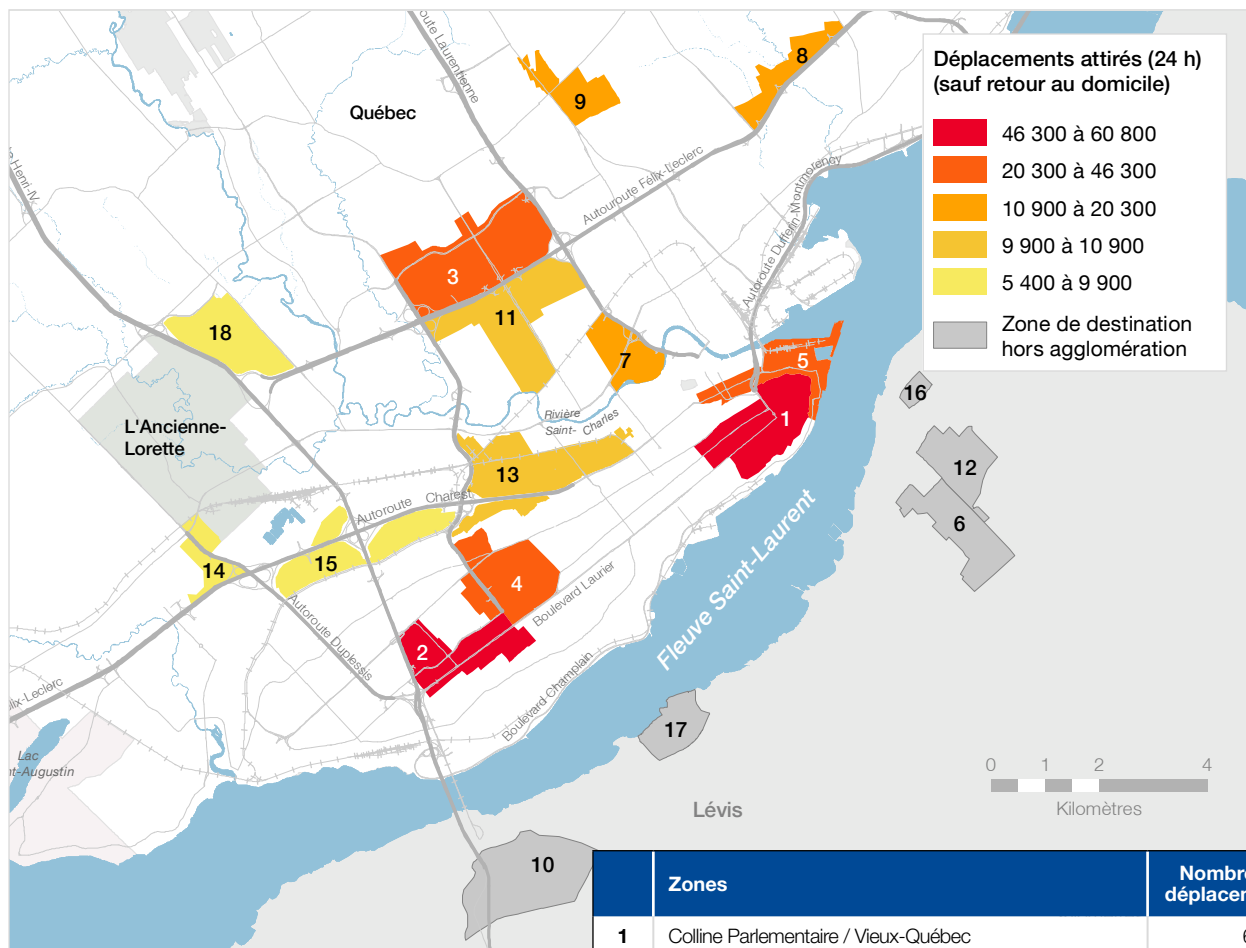 Déplacements attirés (24 h)
(sauf retour au domicile)
46 300 à 60 800
20 300 à 46 300
10 900 à 20 300
9 900 à 10 900
5 400 à 9 900
Zone de destination
hors agglomération
Laurentienne
8
9
Québec
Henri-IV
Autouroute Félix-Leclerc
Autoroute Dufferin-Montmorency
3
11
18
7
5
16
1
L'Ancienne-
Lorette
Rivière
Saint- Charles
12
13
Autoroute Charest
6
14
15
4
Boulevard Laurier
Autoroute Duplessis
2
Fleuve Saint-Laurent
Boulevard Champlain
17
Lac
0 1 2 4
Kilomètres
Lévis
10
Zones
1 Colline Parlementaire / Vieux-Québec